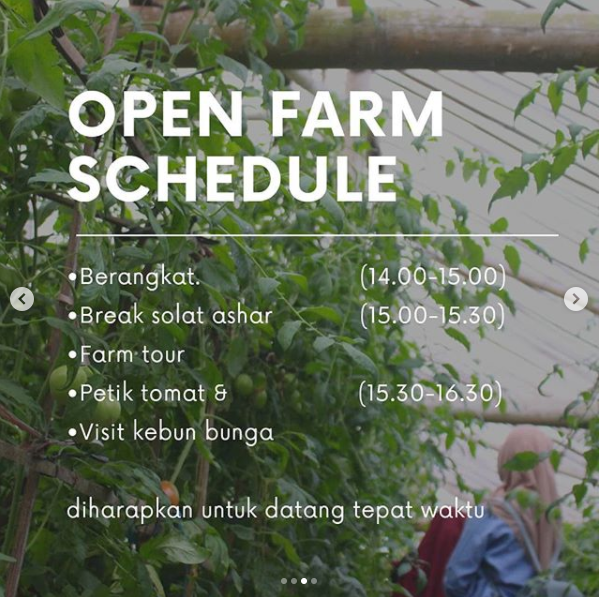 OPEN FARM
SCHEDULE
•Berangkat. (14.00-15.00)
•Break solat ashar (15.00-15.30)
•Farm tour
•Petik tomat & (15.30-16.30)
•Visit kebun bunga
diharapkan untuk datang tepat waktu